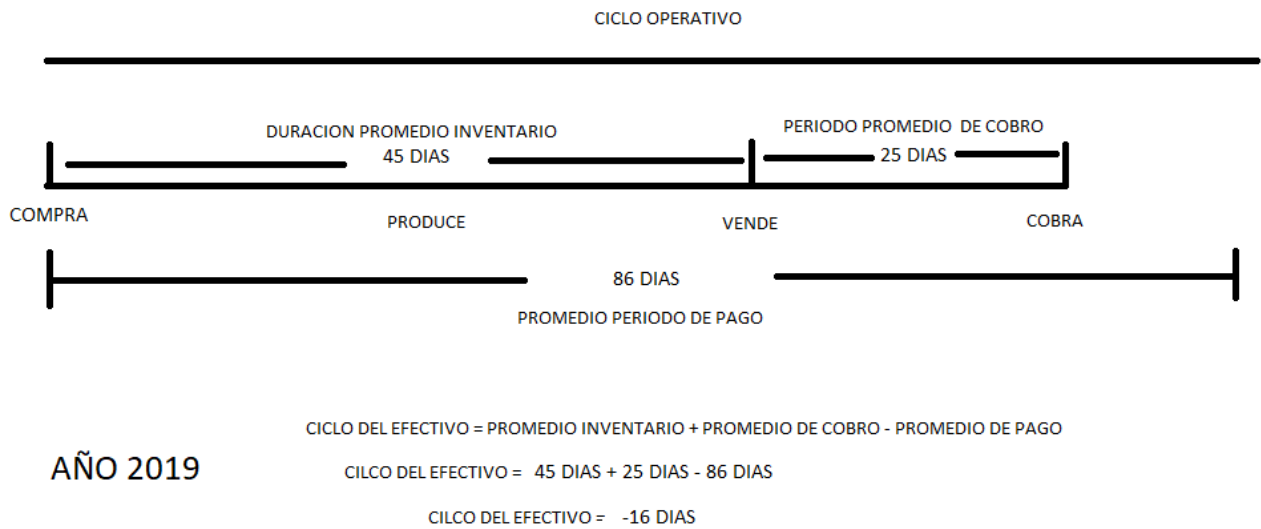 CICLO OPERATIVO
DURACION PROMEDIO INVENTARIO
45 DIAS
PERIODO PROMEDIO DE COBRO
25 DIAS
COMPRA
PRODUCE
VENDE
COBRA
86 DIAS
PROMEDIO PERIODO DE PAGO
CICLO DEL EFECTIVO = PROMEDIO INVENTARIO + PROMEDIO DE COBRO - PROMEDIO DE PAGO
AÑO 2019
CILCO DEL EFECTIVO = 45 DIAS + 25 DIAS - 86 DIAS
CILCO DEL EFECTIVO = -16 DIAS